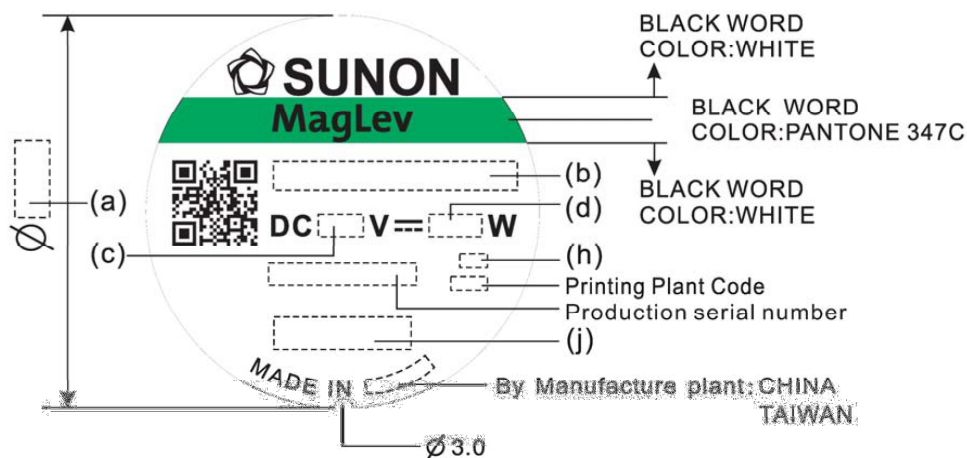 BLACK WORD
COLOR:WHITE
SUNON
MagLev
BLACK WORD
COLOR:PANTONE 347C
(a)
(b)
BLACK WORD
COLOR:WHITE
(d)
DC V W
(c)
(h)
Ø
Printing Plant Code
Production serial number
(j)
MADE IN
By Manufacture plant: CHINA
TAIWAN
Ø3.0